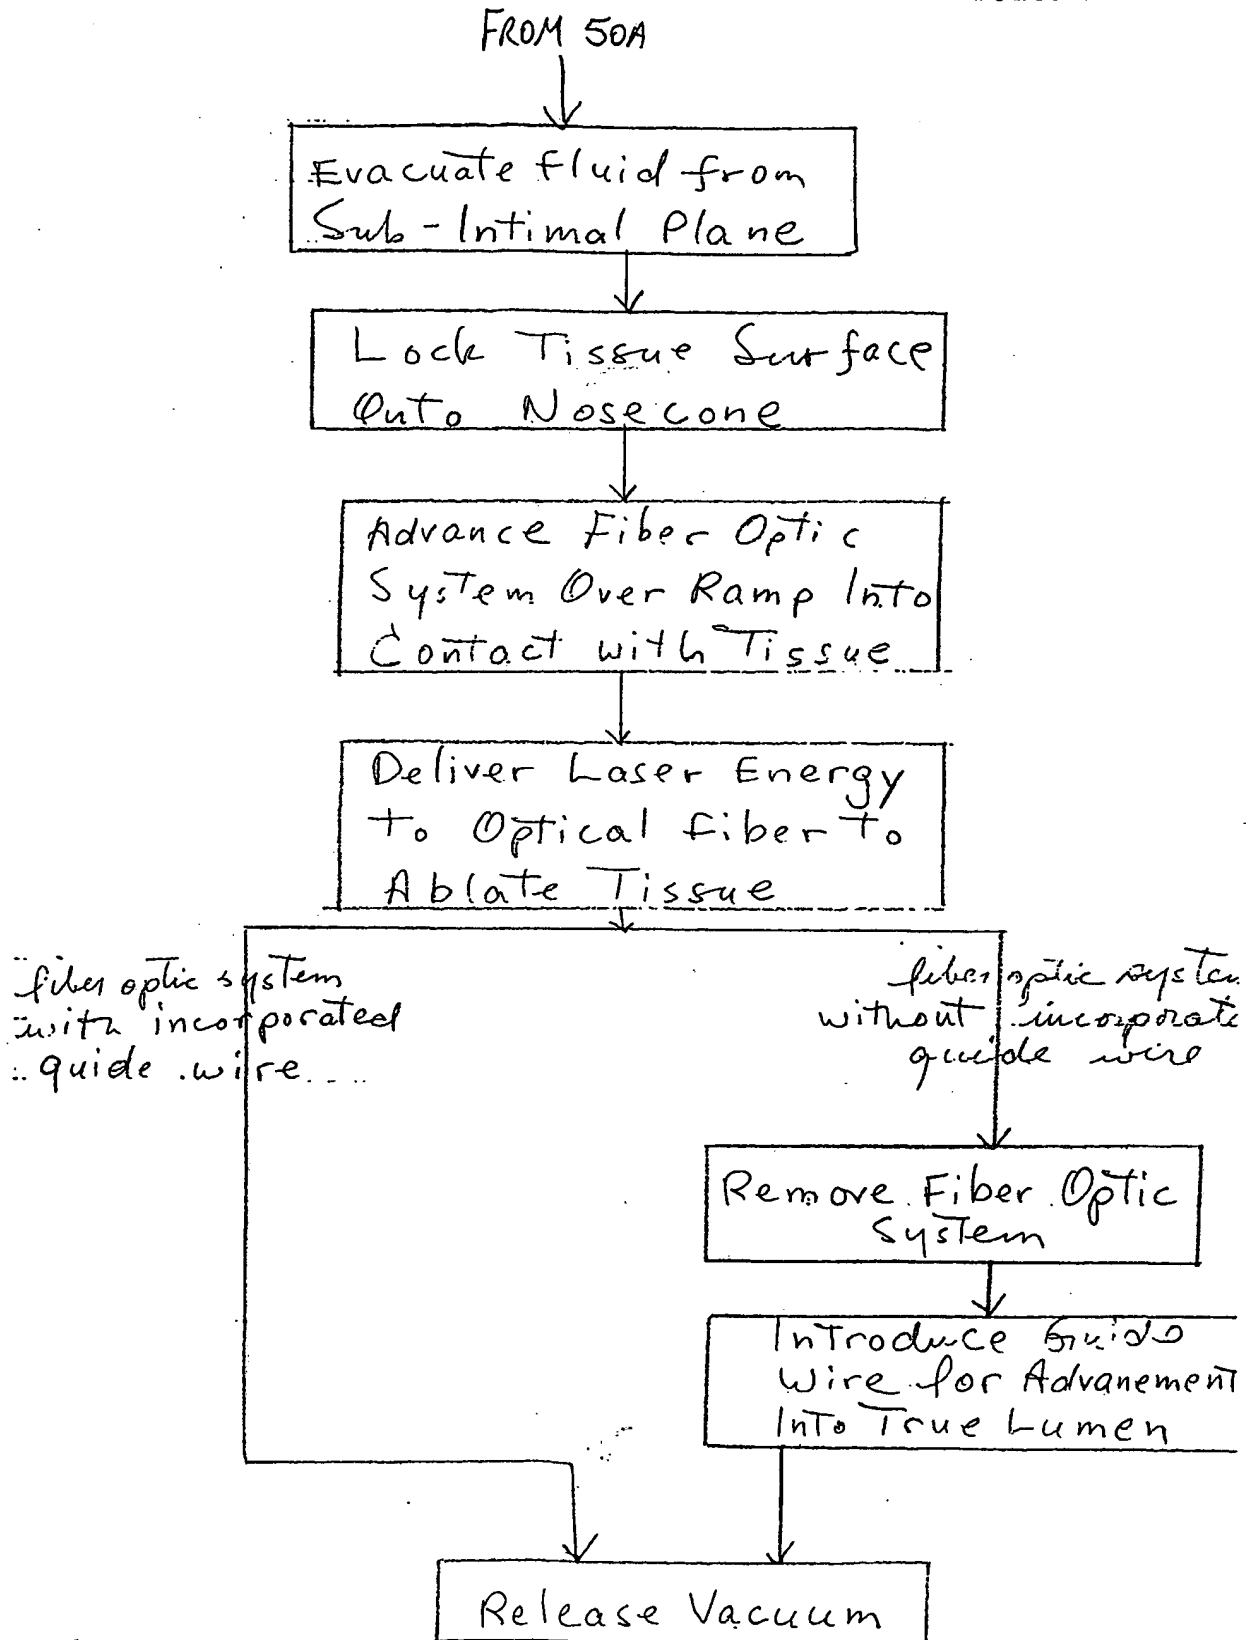 FROM 50A
Evacuate Fluid from
Sub-Intimal Plane
Lock Tissue Surface
Onto Nosecone
Advance Fiber Optic
System Over Ramp Into
Contact with Tissue
Deliver Laser Energy
To Optical Fiber To
Ablate Tissue
fiber optic system
with incorporated
guide wire
fiber optic system
without incorporate
guide wire
Remove Fiber Optic
System
Introduce Guide
Wire for Advanement
Into True Lumen
Release Vacuum